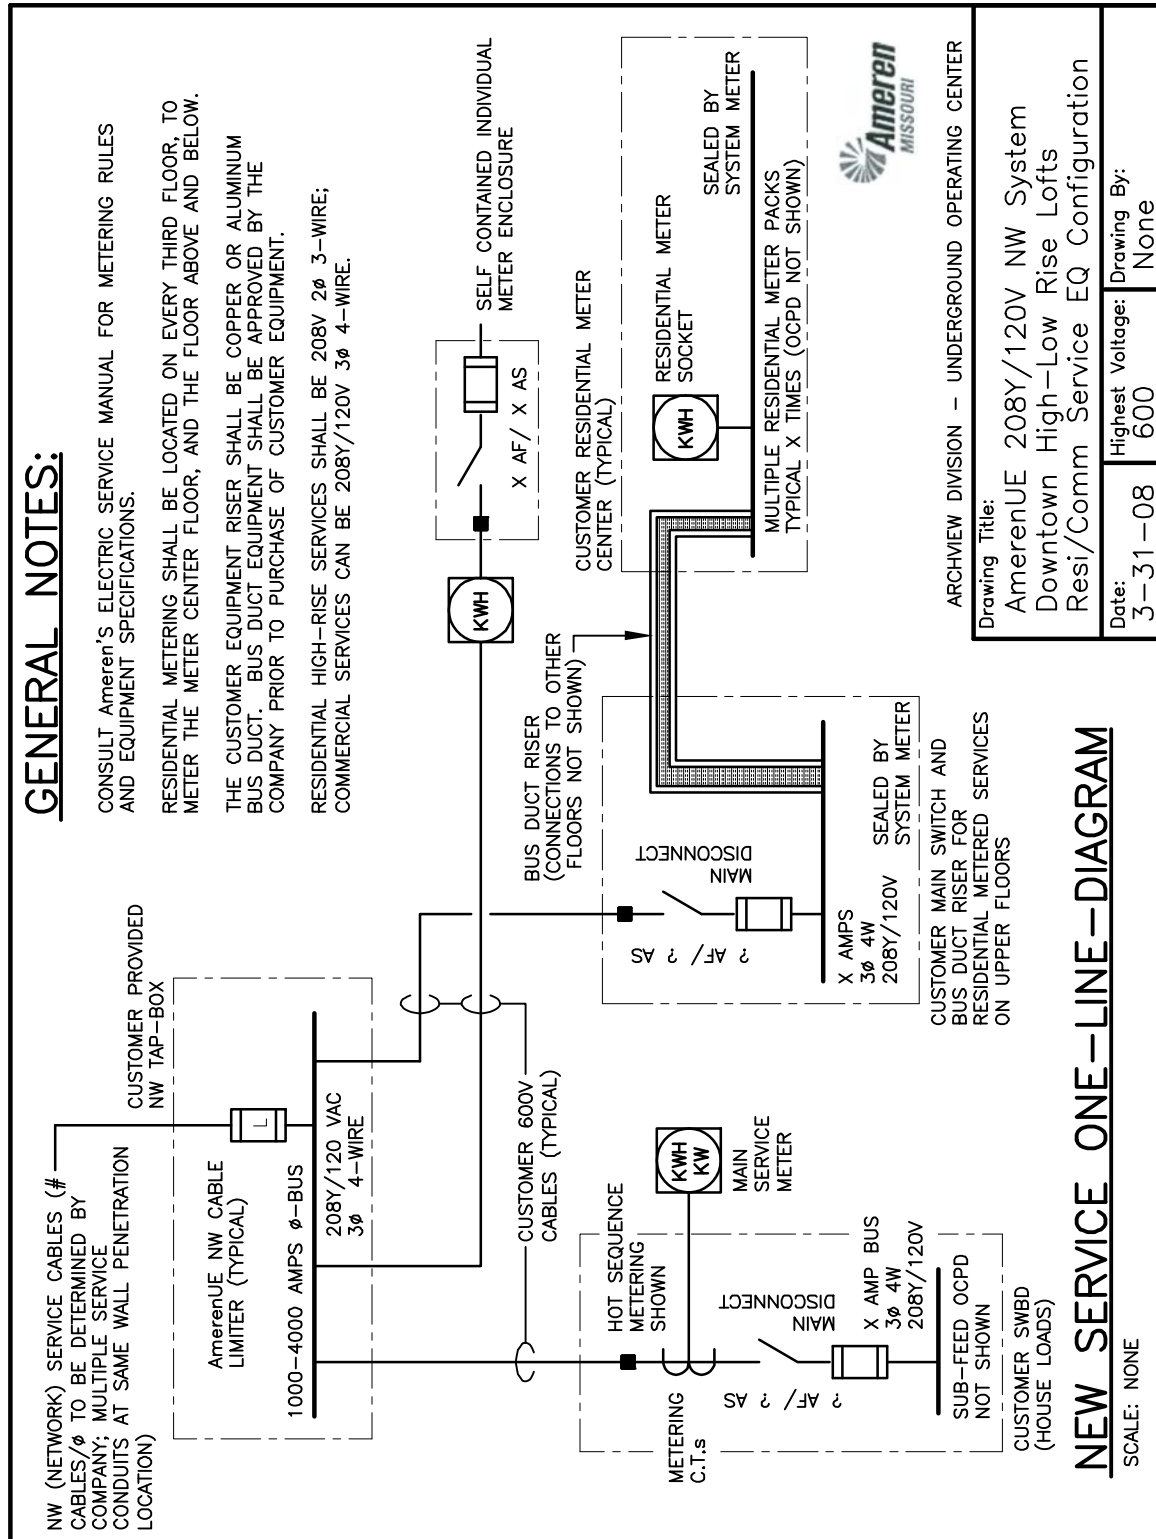 GENERAL NOTES:
CONSULT Ameren'S ELECTRIC SERVICE MANUAL FOR METERING RULES
AND EQUIPMENT SPECIFICATIONS.
RESIDENTIAL METERING SHALL BE LOCATED ON EVERY THIRD FLOOR, TO
METER THE METER CENTER FLOOR, AND THE FLOOR ABOVE AND BELOW.
THE CUSTOMER EQUIPMENT RISER SHALL BE COPPER OR ALUMINUM
BUS DUCT. BUS DUCT EQUIPMENT SHALL BE APPROVED BY THE
COMPANY PRIOR TO PURCHASE OF CUSTOMER EQUIPMENT.
RESIDENTIAL HIGH-RISE SERVICES SHALL BE 208V 2ø 3-WIRE;
COMMERCIAL SERVICES CAN BE 208Y/120V 3ø 4-WIRE.
NW (NETWORK) SERVICE CABLES (#
CABLES/ø TO BE DETERMINED BY
COMPANY; MULTIPLE SERVICE
CONDUITS AT SAME WALL PENETRATION
LOCATION)
CUSTOMER PROVIDED
NW TAP-BOX
AmerenUE NW CABLE
LIMITER (TYPICAL)
L
1000-4000 AMPS ø-BUS
208Y/120 VAC
3ø 4-WIRE
KWH
X AF/ X AS
SELF CONTAINED INDIVIDUAL
METER ENCLOSURE
CUSTOMER 600V
CABLES (TYPICAL)
BUS DUCT RISER
(CONNECTIONS TO OTHER
FLOORS NOT SHOWN)
CUSTOMER RESIDENTIAL METER
CENTER (TYPICAL)
KWH
RESIDENTIAL METER
SOCKET
SEALED BY
SYSTEM METER
MULTIPLE RESIDENTIAL METER PACKS
TYPICAL X TIMES (OCPD NOT SHOWN)
? AF/ ? AS
MAIN
DISCONNECT
X AMPS
3ø 4W
208Y/120V
SEALED BY
SYSTEM METER
CUSTOMER MAIN SWITCH AND
BUS DUCT RISER FOR
RESIDENTIAL METERED SERVICES
ON UPPER FLOORS
HOT SEQUENCE
METERING
SHOWN
KWH
KW
MAIN
SERVICE
METER
METERING
C.T.s
? AF/ ? AS
MAIN
DISCONNECT
X AMP BUS
3ø 4W
208Y/120V
SUB-FEED OCPD
NOT SHOWN
CUSTOMER SWBD
(HOUSE LOADS)
NEW SERVICE ONE-LINE-DIAGRAM
SCALE: NONE
Ameren
MISSOURI
ARCHVIEW DIVISION - UNDERGROUND OPERATING CENTER
Drawing Title:
AmerenUE 208Y/120V NW System
Downtown High-Low Rise Lofts
Resi/Comm Service EQ Configuration
Date:
3-31-08
Highest Voltage:
600
Drawing By:
None